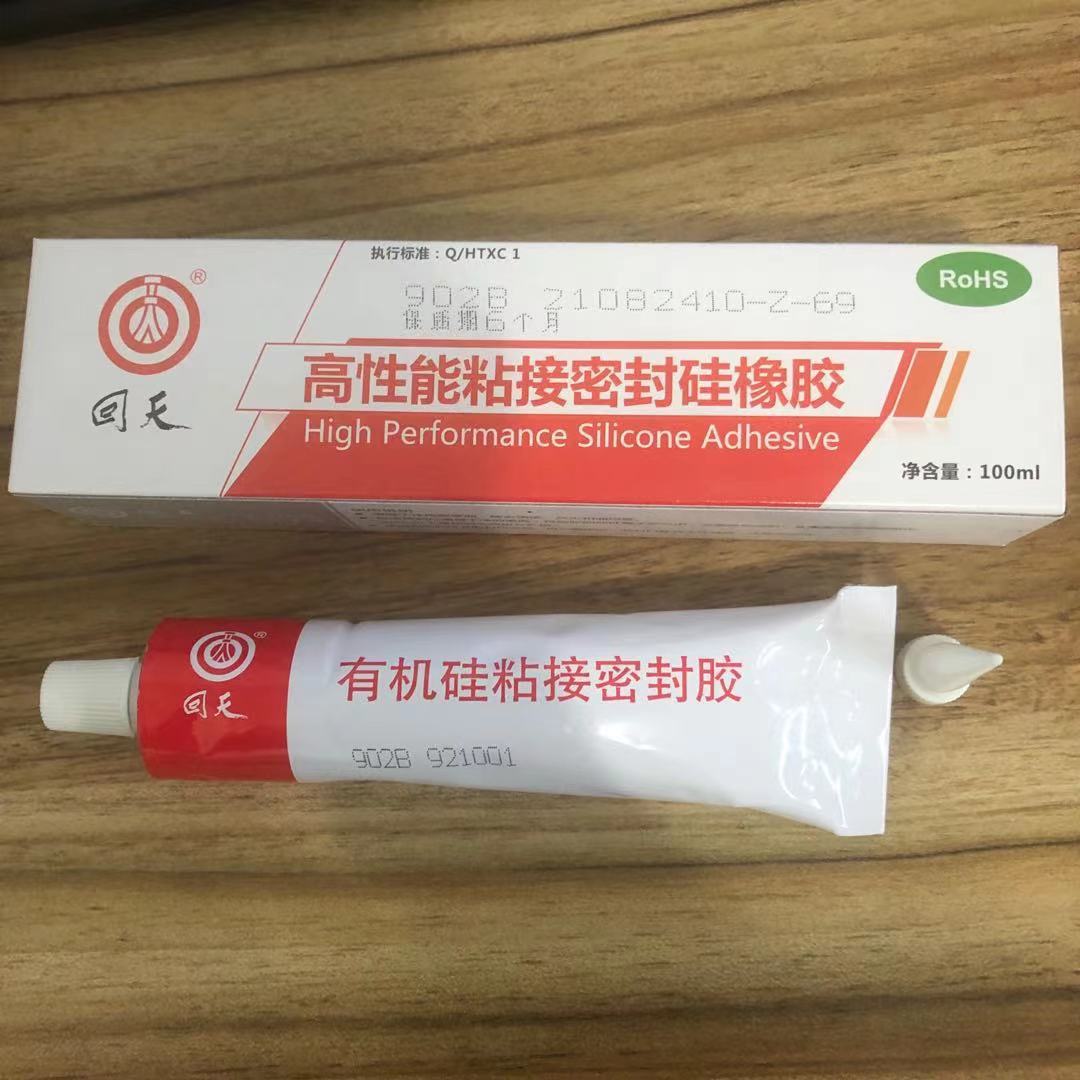 执行标准：Q/HTXC 1
RoHS
902B 21082410-Z-69
保质期6个月
®
回天
高性能粘接密封硅橡胶
High Performance Silicone Adhesive
净含量：100ml
®
回天
有机硅粘接密封胶
902B 921001